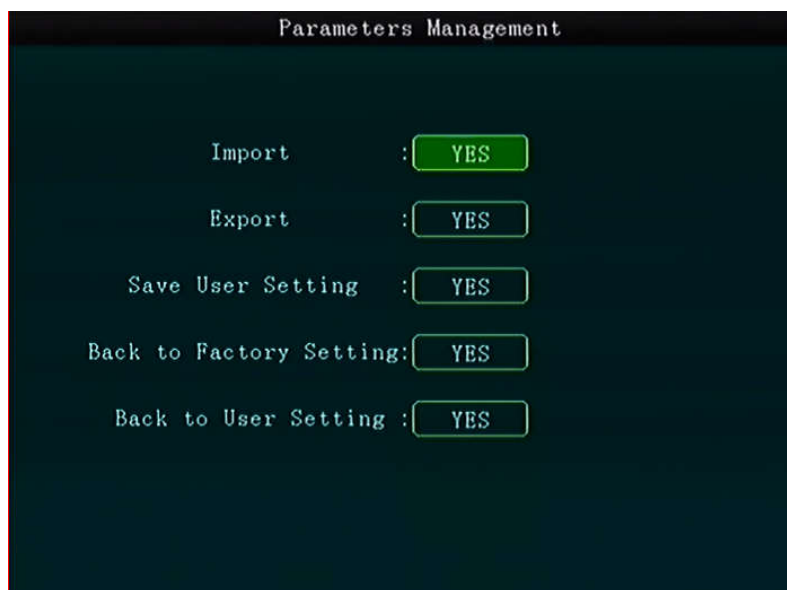 Parameters Management
Import : YES
Export : YES
Save User Setting : YES
Back to Factory Setting: YES
Back to User Setting : YES